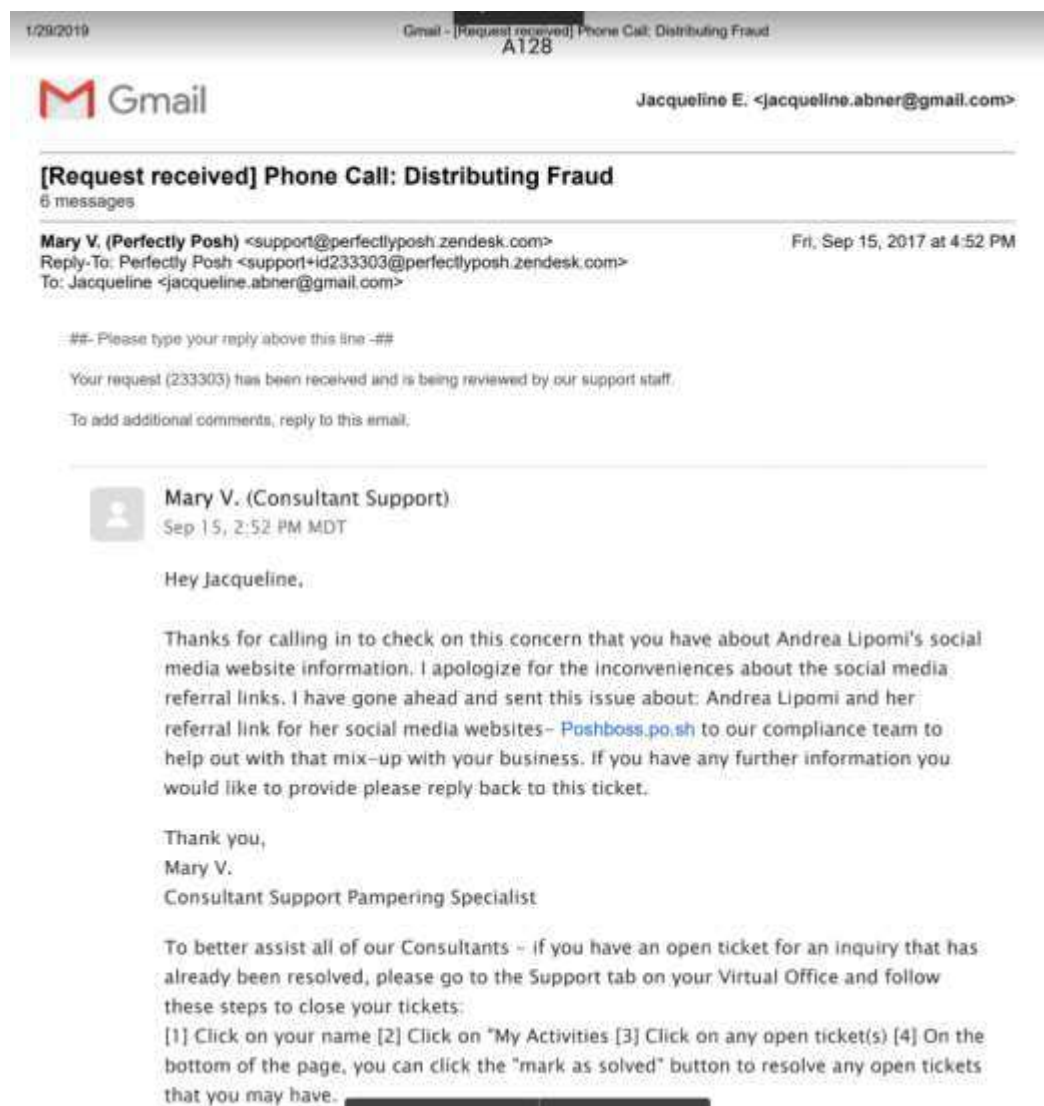 1/29/2019 Gmail - [Request received] Phone Call: Distributing Fraud
A128
Gmail Jacqueline E. <jacqueline.abner@gmail.com>
[Request received] Phone Call: Distributing Fraud
6 messages
Mary V. (Perfectly Posh) <support@perfectlyposh.zendesk.com> Fri, Sep 15, 2017 at 4:52 PM
Reply-To: Perfectly Posh <support+id233303@perfectlyposh.zendesk.com>
To: Jacqueline <jacqueline.abner@gmail.com>
##- Please type your reply above this line -##
Your request (233303) has been received and is being reviewed by our support staff.
To add additional comments, reply to this email.
Mary V. (Consultant Support)
Sep 15, 2:52 PM MDT
Hey Jacqueline,
Thanks for calling in to check on this concern that you have about Andrea Lipomi's social
media website information. I apologize for the inconveniences about the social media
referral links. I have gone ahead and sent this issue about: Andrea Lipomi and her
referral link for her social media websites- Poshboss.po.sh to our compliance team to
help out with that mix-up with your business. If you have any further information you
would like to provide please reply back to this ticket.
Thank you,
Mary V.
Consultant Support Pampering Specialist
To better assist all of our Consultants - if you have an open ticket for an inquiry that has
already been resolved, please go to the Support tab on your Virtual Office and follow
these steps to close your tickets:
[1] Click on your name [2] Click on "My Activities [3] Click on any open ticket(s) [4] On the
bottom of the page, you can click the "mark as solved" button to resolve any open tickets
that you may have.